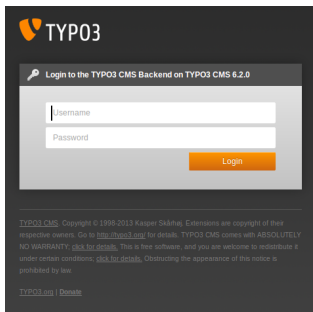 TYPO3
Login to the TYPO3 CMS Backend on TYPO3 CMS 6.2.0
Username
Password
Login
TYPO3 CMS. Copyright © 1998-2013 Kasper Skårhøj. Extensions are copyright of their
respective owners. Go to http://typo3.org/ for details. TYPO3 CMS comes with ABSOLUTELY
NO WARRANTY; click for details. This is free software, and you are welcome to redistribute it
under certain conditions; click for details. Obstructing the appearance of this notice is
prohibited by law.
TYPO3.org | Donate